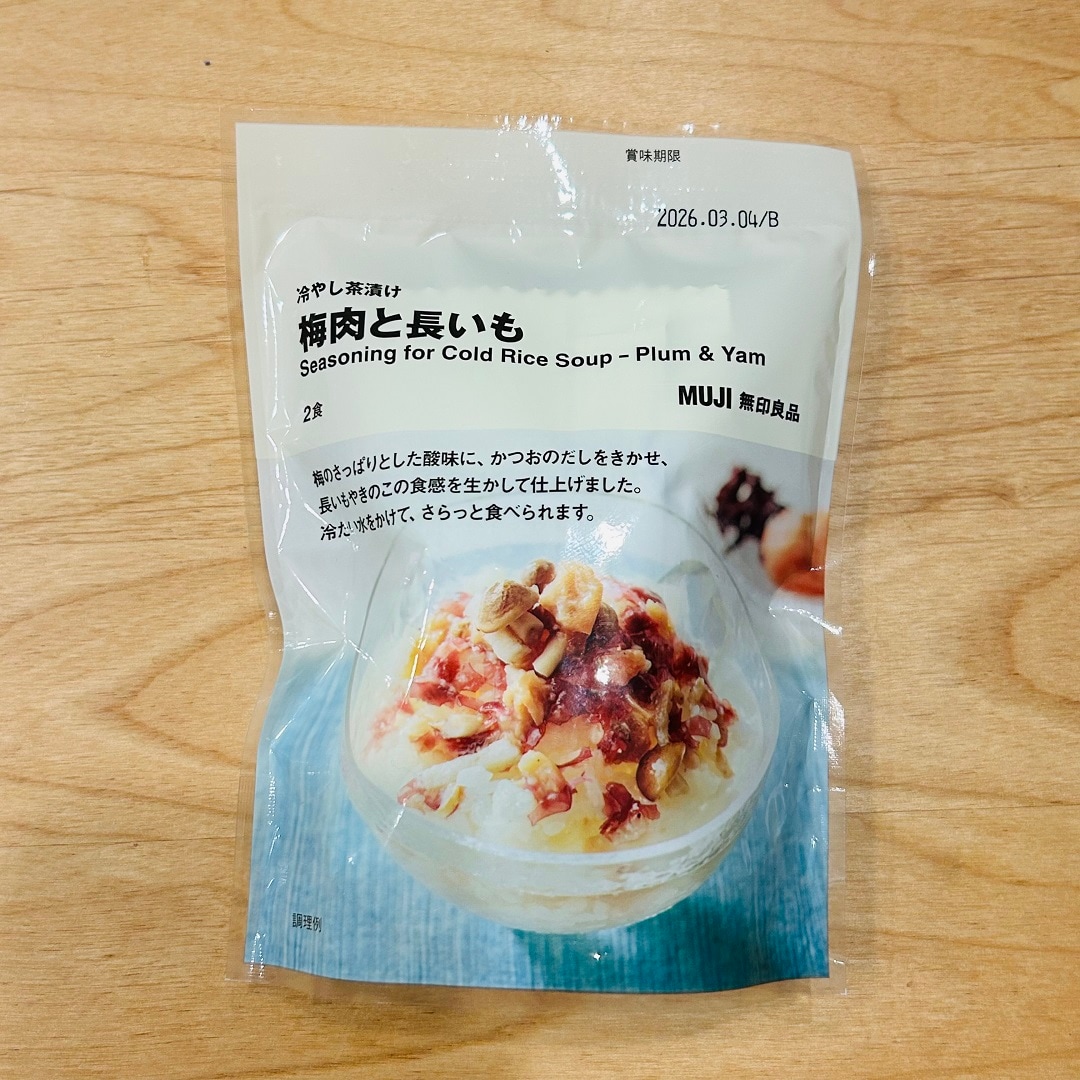 賞味期限
2026.03.04/B
冷やし茶漬け
梅肉と長いも
Seasoning for Cold Rice Soup – Plum & Yam
2食
MUJI 無印良品
梅のさっぱりとした酸味に、かつおのだしをきかせ、
長いもやきのこの食感を生かして仕上げました。
冷たい水をかけて、さらっと食べられます。
調理例